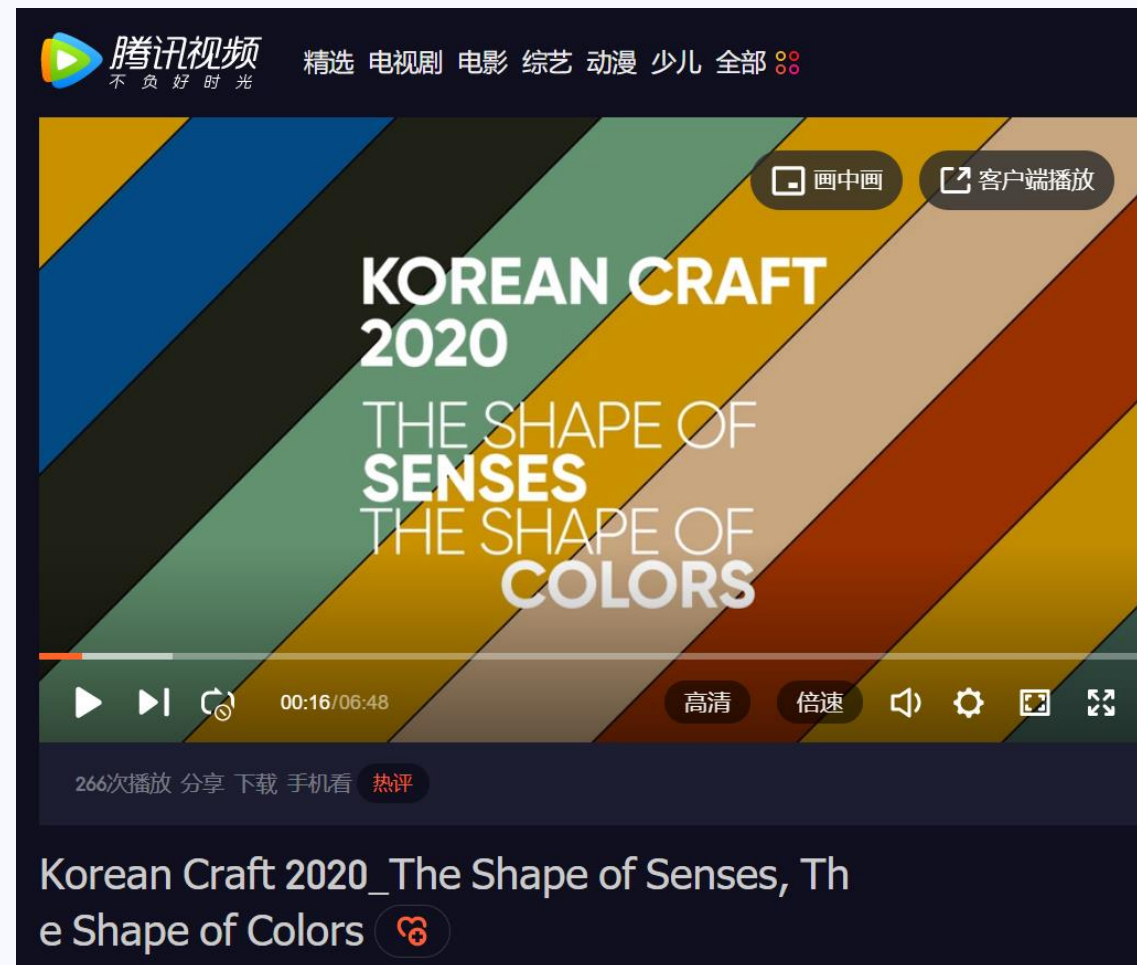 腾讯视频
不负好时光
精选 电视剧 电影 综艺 动漫 少儿 全部
画中画 客户端播放
KOREAN CRAFT
2020
THE SHAPE OF
SENSES
THE SHAPE OF
COLORS
00:16/06:48 高清 倍速
266次播放 分享 下载 手机看 热评
Korean Craft 2020_The Shape of Senses, Th
e Shape of Colors